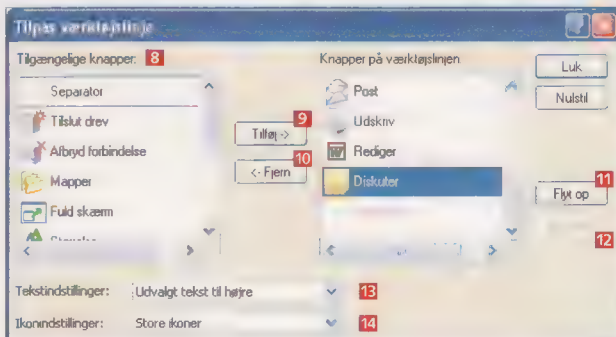 Tilpas værktøjslinje
Tilgængelige knapper: 8
Separator
Tilslut drev
Afbryd forbindelse
Mapper
Fuld skærm
9
Tilføj ->
10
<- Fjern
Knapper på værktøjslinjen
Post
Udskriv
Rediger
Diskuter
Luk
Nulstil
11
Flyt op
12
Tekstindstillinger: Udvalgt tekst til højre 13
Ikonindstillinger: Store ikoner 14